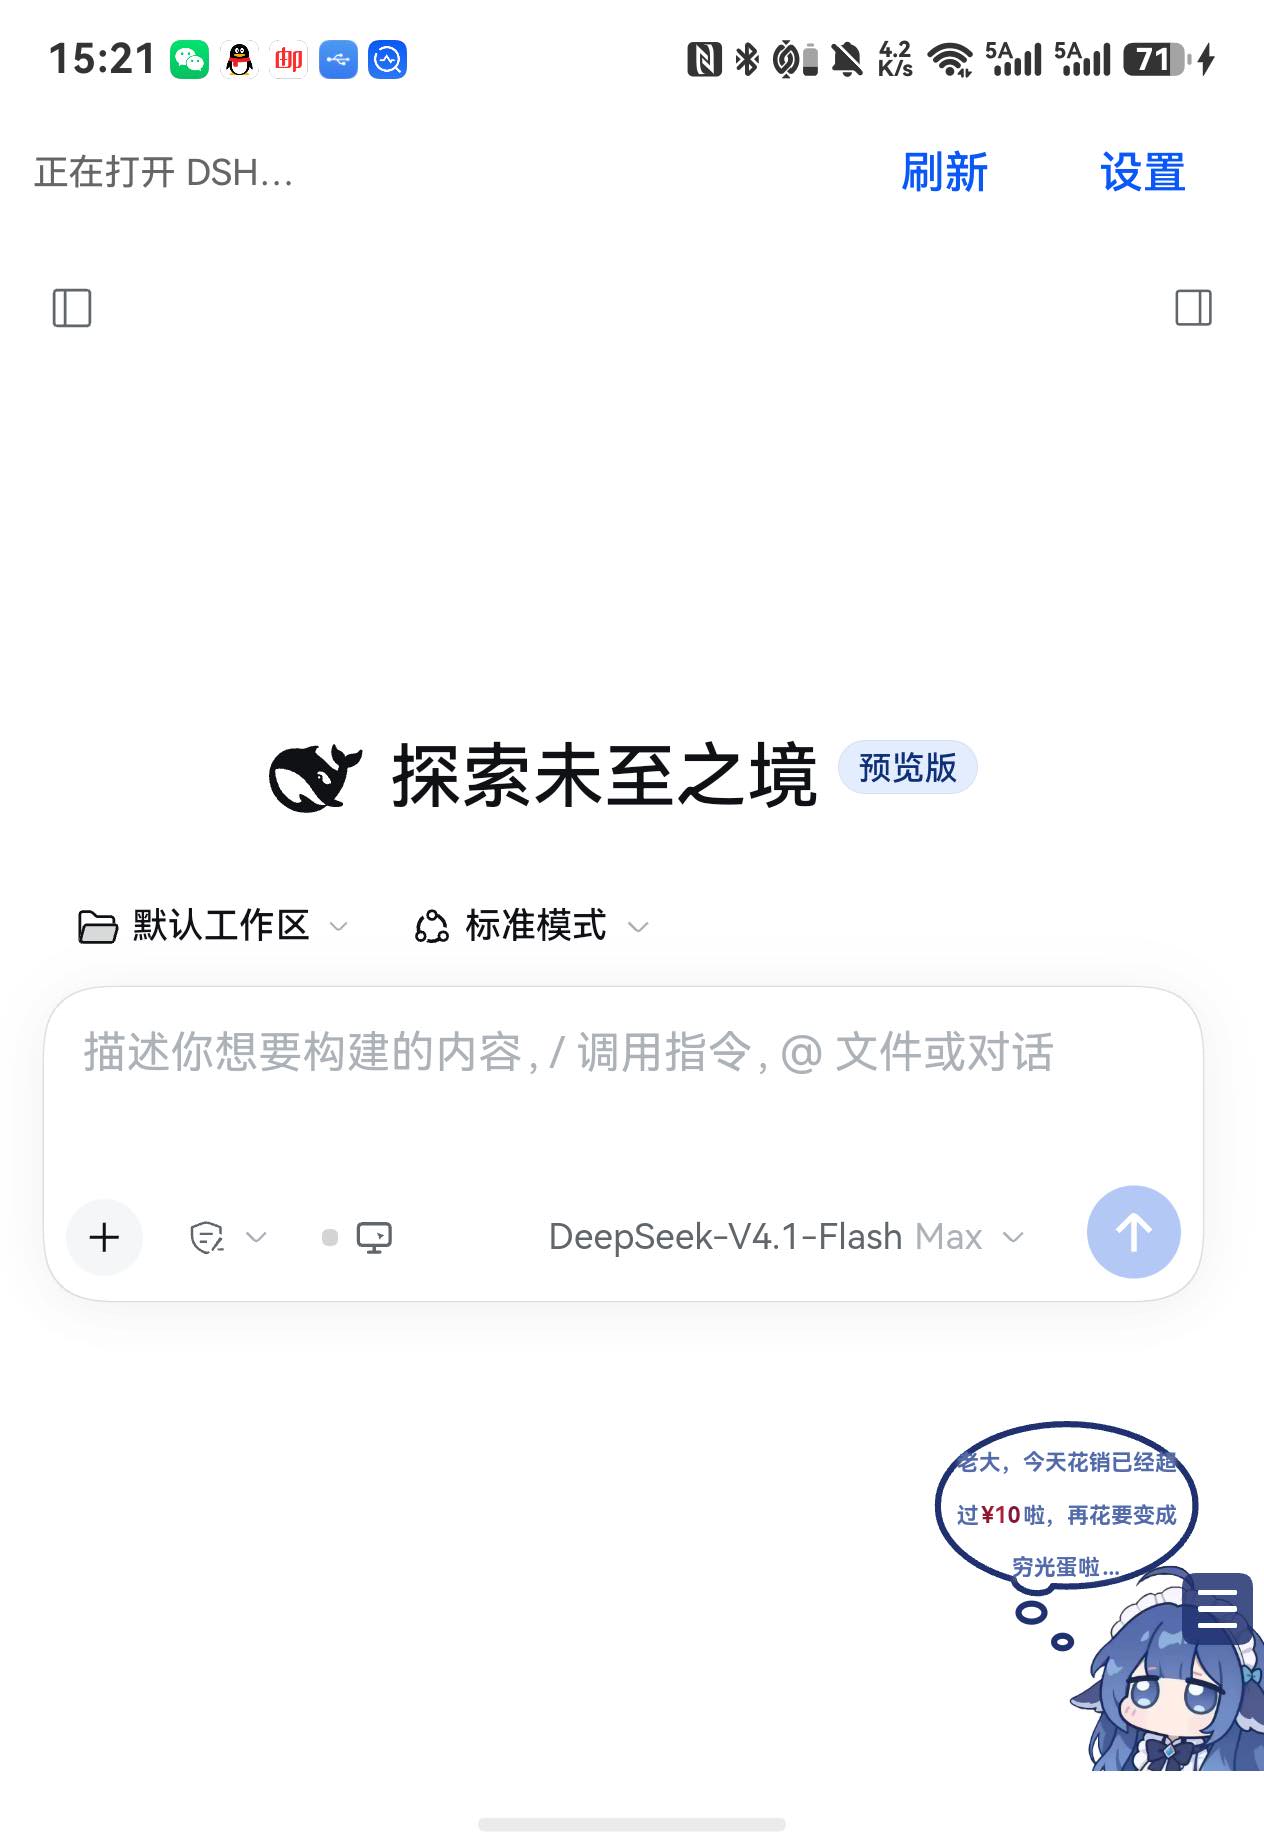 15:21
4.2 K/s 5A 5A 71
正在打开 DSH...
刷新
设置
探索未至之境
预览版
默认工作区
标准模式
描述你想要构建的内容, / 调用指令, @ 文件或对话
DeepSeek-V4.1-Flash Max
老大，今天花销已经超
过¥10啦，再花要变成
穷光蛋啦...